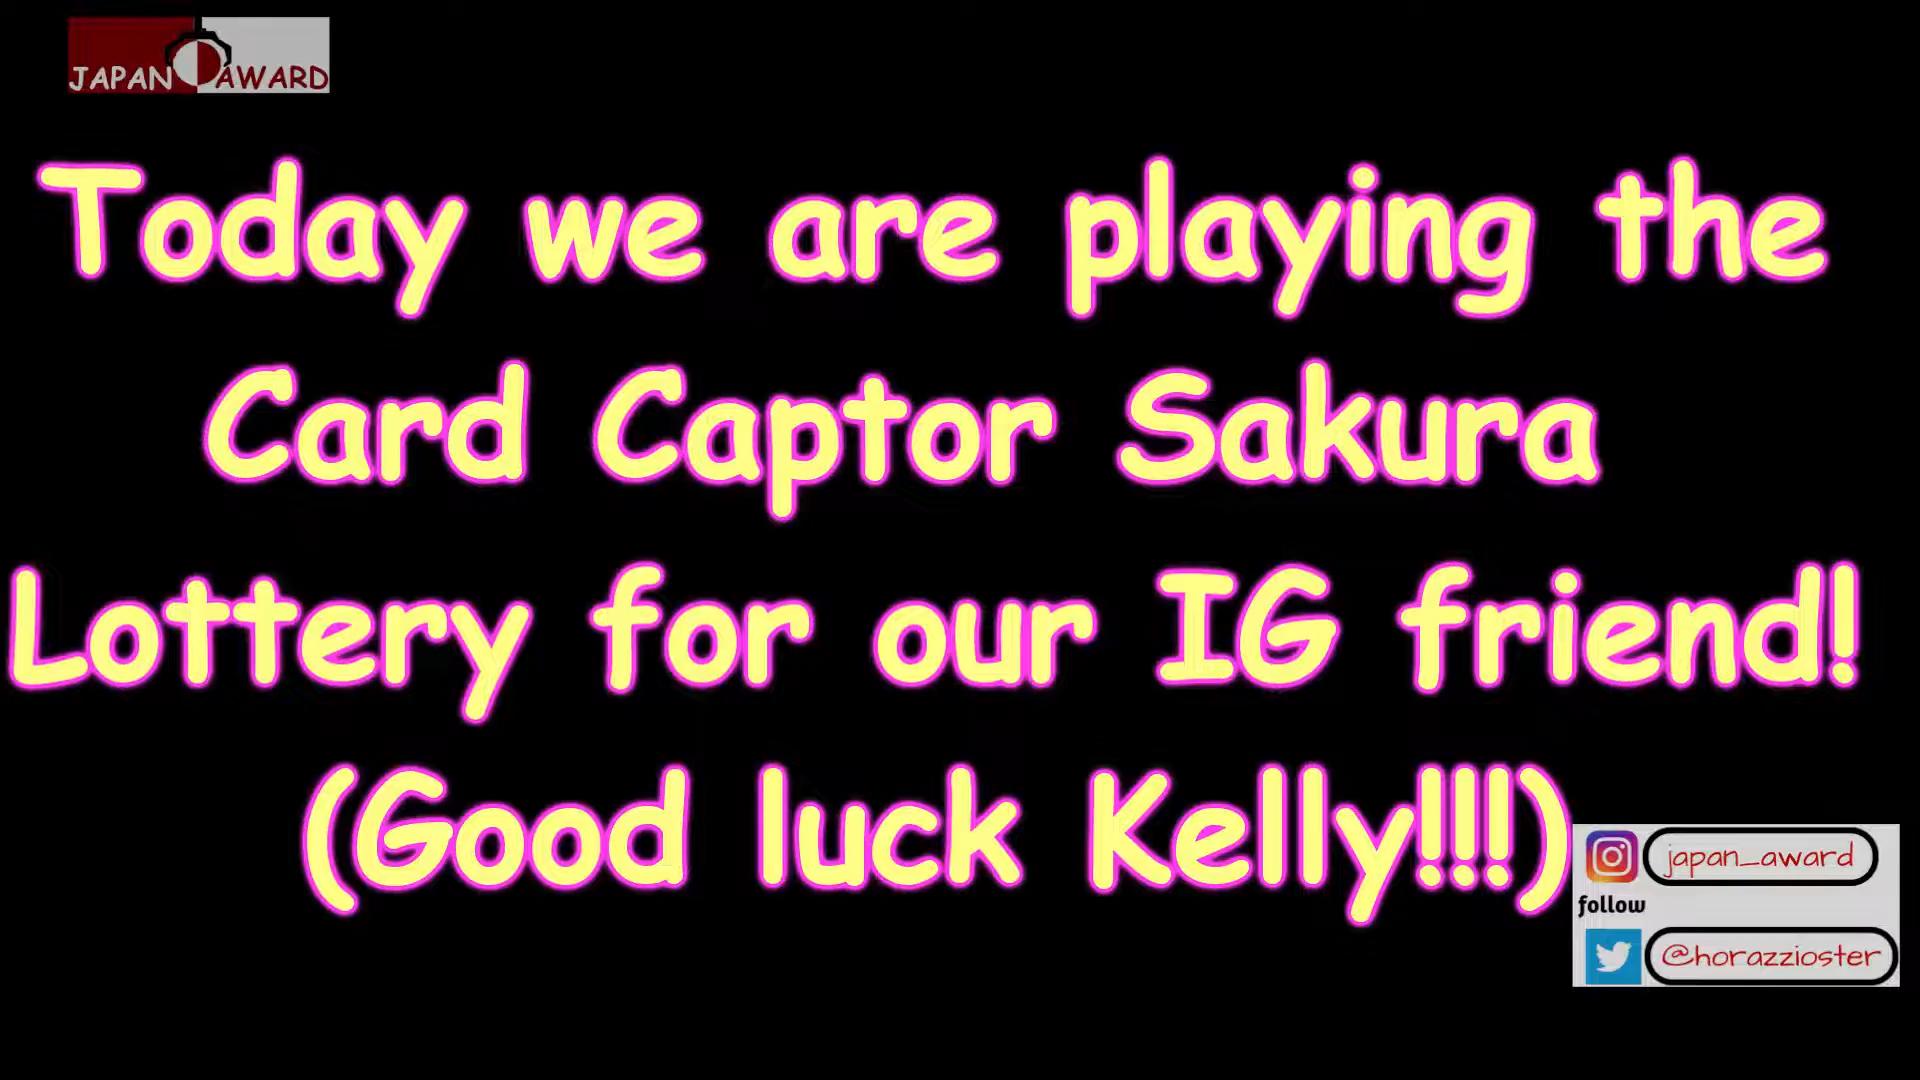 JAPAN AWARD
Today we are playing the
Card Captor Sakura
Lottery for our IG friend!
(Good luck Kelly!!!)
japan_award
follow
@horazzioster